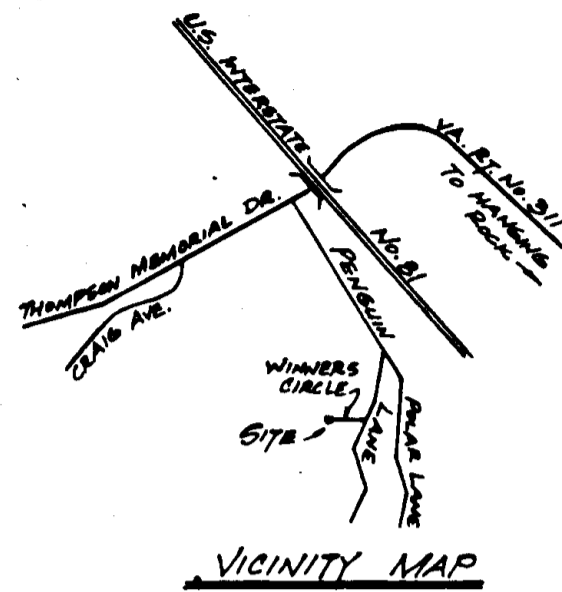 U.S. INTERSTATE
No. 81
VA. RT. No. 311
TO HANGING
ROCK
THOMPSON MEMORIAL DR.
CRAIG AVE.
PENGUIN
LANE
WINNERS
CIRCLE
SITE
POLAR LANE
VICINITY MAP